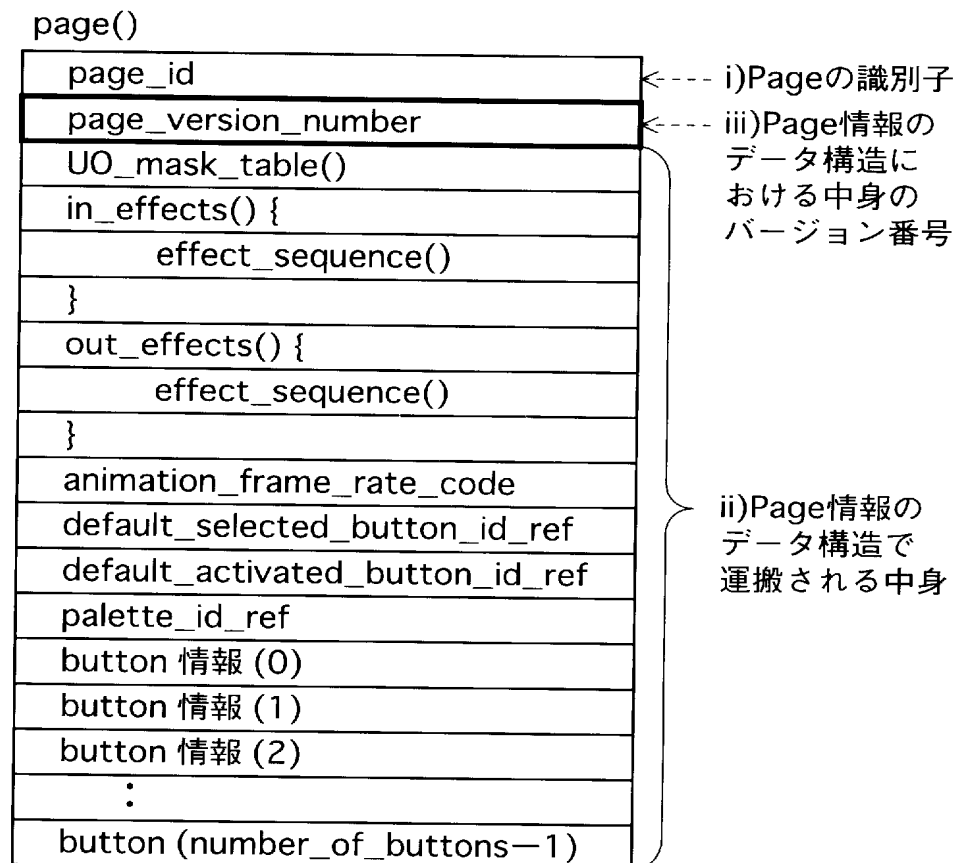 page()
page_id
i)Pageの識別子
page_version_number
iii)Page情報の
データ構造に
おける中身の
バージョン番号
UO_mask_table()
in_effects() {
effect_sequence()
}
out_effects() {
effect_sequence()
}
animation_frame_rate_code
default_selected_button_id_ref
default_activated_button_id_ref
palette_id_ref
ii)Page情報の
データ構造で
運搬される中身
button 情報 (0)
button 情報 (1)
button 情報 (2)
⋮
button (number_of_buttons−1)